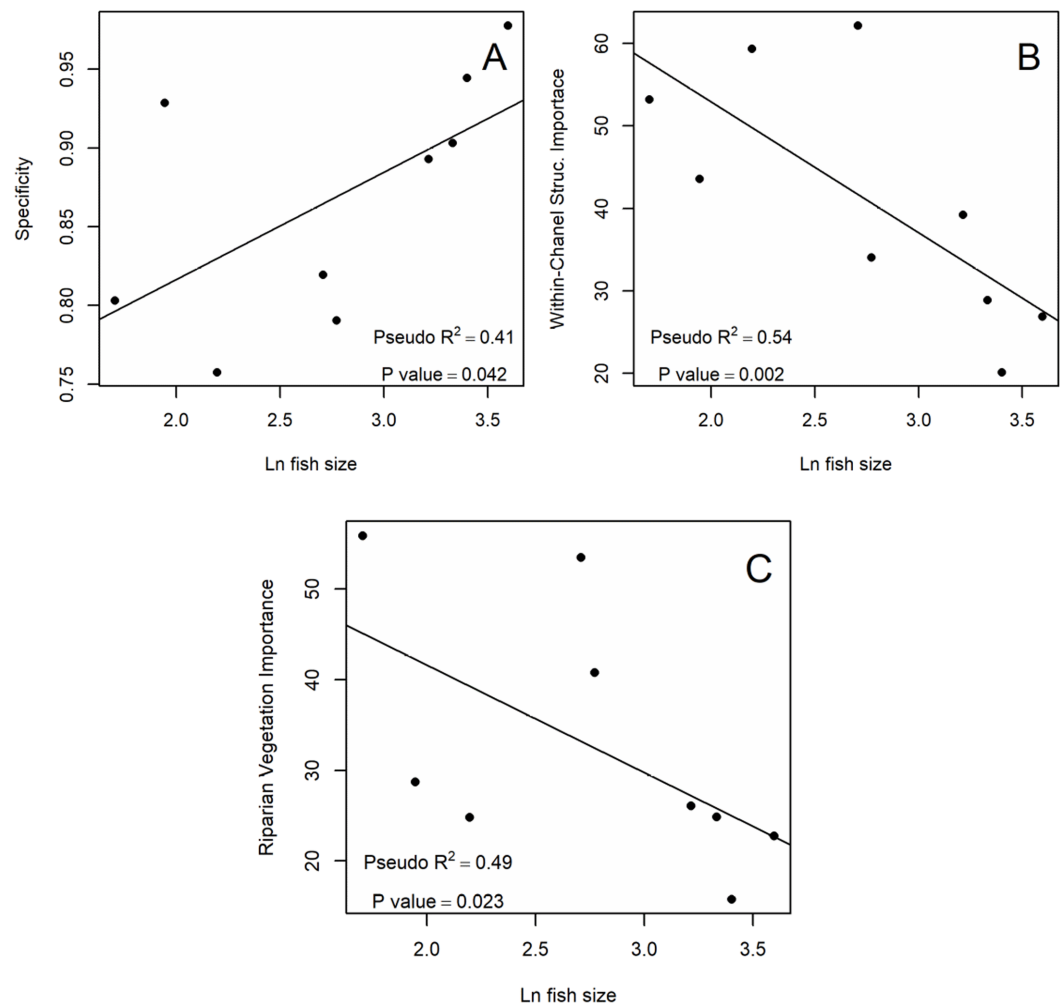 A
Specificity
0.95
0.90
0.85
0.80
0.75
Pseudo R² = 0.41
P value = 0.042
2.0 2.5 3.0 3.5
Ln fish size
B
Within-Chanel Struc. Importace
60
50
40
30
20
Pseudo R² = 0.54
P value = 0.002
2.0 2.5 3.0 3.5
Ln fish size
C
Riparian Vegetation Importance
50
40
30
20
Pseudo R² = 0.49
P value = 0.023
2.0 2.5 3.0 3.5
Ln fish size